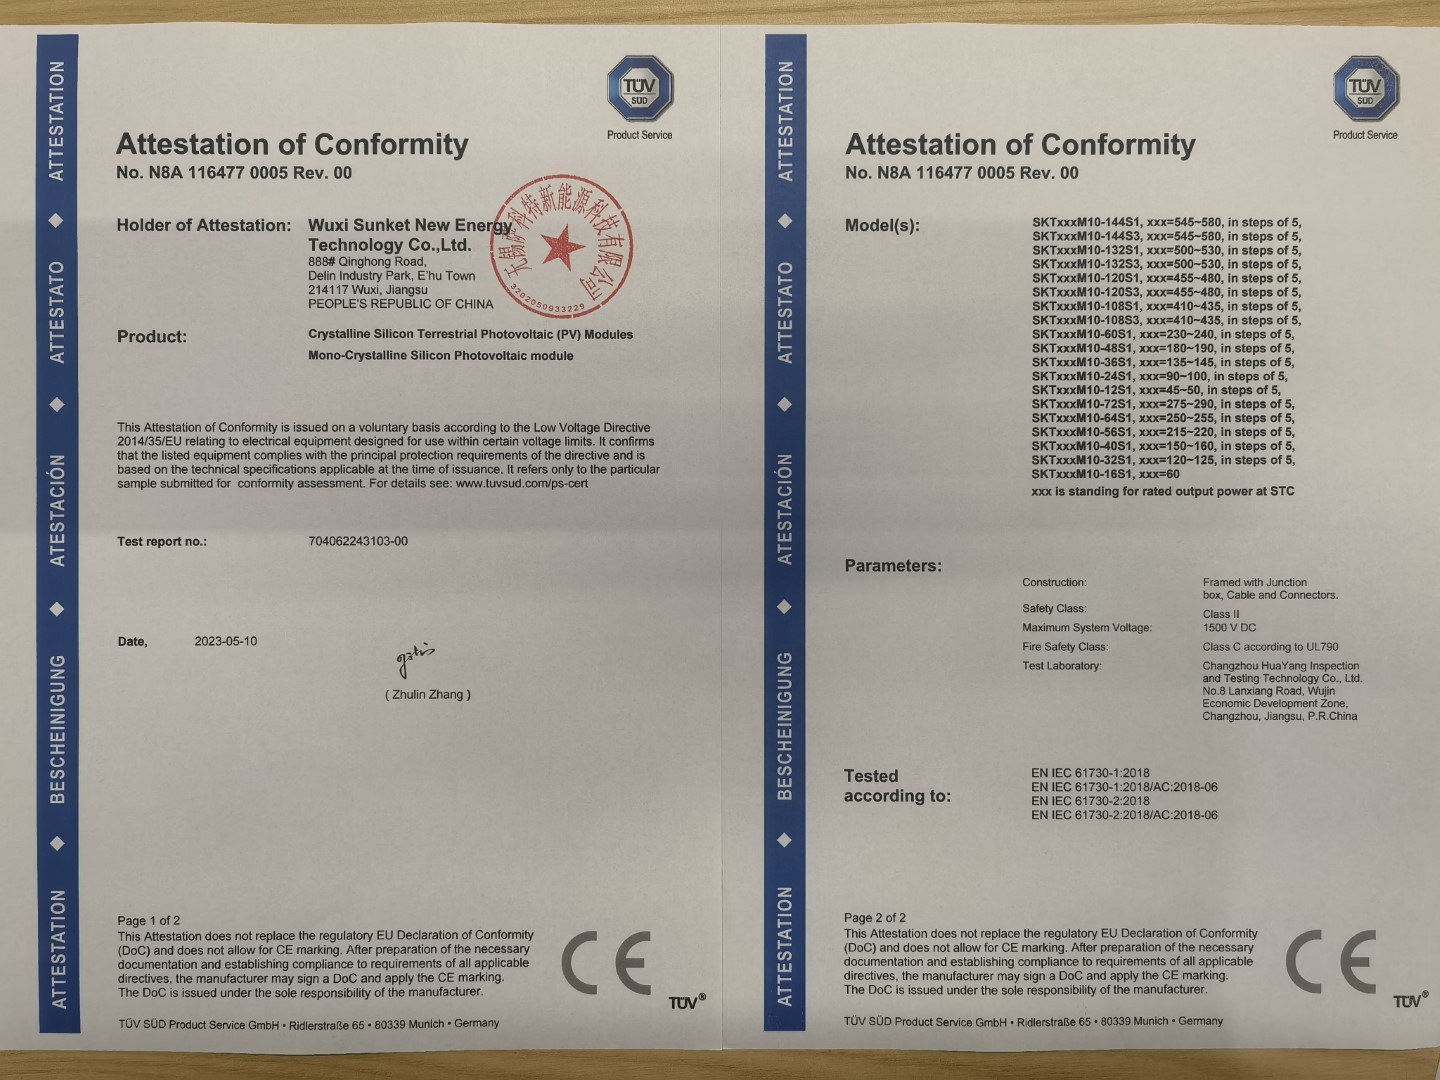 ATTESTATION ◆ ATTESTATO ◆ ATESTACIÓN ◆ BESCHEINIGUNG ◆ ATTESTATION
TÜV
SÜD
Product Service
Attestation of Conformity
No. N8A 116477 0005 Rev. 00
Holder of Attestation:
Wuxi Sunket New Energy
Technology Co.,Ltd.
888# Qinghong Road,
Delin Industry Park, E'hu Town
214117 Wuxi, Jiangsu
PEOPLE'S REPUBLIC OF CHINA
无锡萨科特新能源科技有限公司
3202050933229
Product:
Crystalline Silicon Terrestrial Photovoltaic (PV) Modules
Mono-Crystalline Silicon Photovoltaic module
This Attestation of Conformity is issued on a voluntary basis according to the Low Voltage Directive
2014/35/EU relating to electrical equipment designed for use within certain voltage limits. It confirms
that the listed equipment complies with the principal protection requirements of the directive and is
based on the technical specifications applicable at the time of issuance. It refers only to the particular
sample submitted for conformity assessment. For details see: www.tuvsud.com/ps-cert
Test report no.: 704062243103-00
Date, 2023-05-10
( Zhulin Zhang )
Page 1 of 2
This Attestation does not replace the regulatory EU Declaration of Conformity
(DoC) and does not allow for CE marking. After preparation of the necessary
documentation and establishing compliance to requirements of all applicable
directives, the manufacturer may sign a DoC and apply the CE marking.
The DoC is issued under the sole responsibility of the manufacturer.
CE
TÜV®
TÜV SÜD Product Service GmbH • Ridlerstraße 65 • 80339 Munich • Germany
ATTESTATION ◆ ATTESTATO ◆ ATESTACIÓN ◆ BESCHEINIGUNG ◆ ATTESTATION
TÜV
SÜD
Product Service
Attestation of Conformity
No. N8A 116477 0005 Rev. 00
Model(s):
SKTxxxM10-144S1, xxx=545~580, in steps of 5,
SKTxxxM10-144S3, xxx=545~580, in steps of 5,
SKTxxxM10-132S1, xxx=500~530, in steps of 5,
SKTxxxM10-132S3, xxx=500~530, in steps of 5,
SKTxxxM10-120S1, xxx=455~480, in steps of 5,
SKTxxxM10-120S3, xxx=455~480, in steps of 5,
SKTxxxM10-108S1, xxx=410~435, in steps of 5,
SKTxxxM10-108S3, xxx=410~435, in steps of 5,
SKTxxxM10-60S1, xxx=230~240, in steps of 5,
SKTxxxM10-48S1, xxx=180~190, in steps of 5,
SKTxxxM10-36S1, xxx=135~145, in steps of 5,
SKTxxxM10-24S1, xxx=90~100, in steps of 5,
SKTxxxM10-12S1, xxx=45~50, in steps of 5,
SKTxxxM10-72S1, xxx=275~290, in steps of 5,
SKTxxxM10-64S1, xxx=250~255, in steps of 5,
SKTxxxM10-56S1, xxx=215~220, in steps of 5,
SKTxxxM10-40S1, xxx=150~160, in steps of 5,
SKTxxxM10-32S1, xxx=120~125, in steps of 5,
SKTxxxM10-16S1, xxx=60
xxx is standing for rated output power at STC
Parameters:
Construction: Framed with Junction
box, Cable and Connectors.
Safety Class: Class II
Maximum System Voltage: 1500 V DC
Fire Safety Class: Class C according to UL790
Test Laboratory: Changzhou HuaYang Inspection
and Testing Technology Co., Ltd.
No.8 Lanxiang Road, Wujin
Economic Development Zone,
Changzhou, Jiangsu, P.R.China
Tested
according to:
EN IEC 61730-1:2018
EN IEC 61730-1:2018/AC:2018-06
EN IEC 61730-2:2018
EN IEC 61730-2:2018/AC:2018-06
Page 2 of 2
This Attestation does not replace the regulatory EU Declaration of Conformity
(DoC) and does not allow for CE marking. After preparation of the necessary
documentation and establishing compliance to requirements of all applicable
directives, the manufacturer may sign a DoC and apply the CE marking.
The DoC is issued under the sole responsibility of the manufacturer.
CE
TÜV®
TÜV SÜD Product Service GmbH • Ridlerstraße 65 • 80339 Munich • Germany